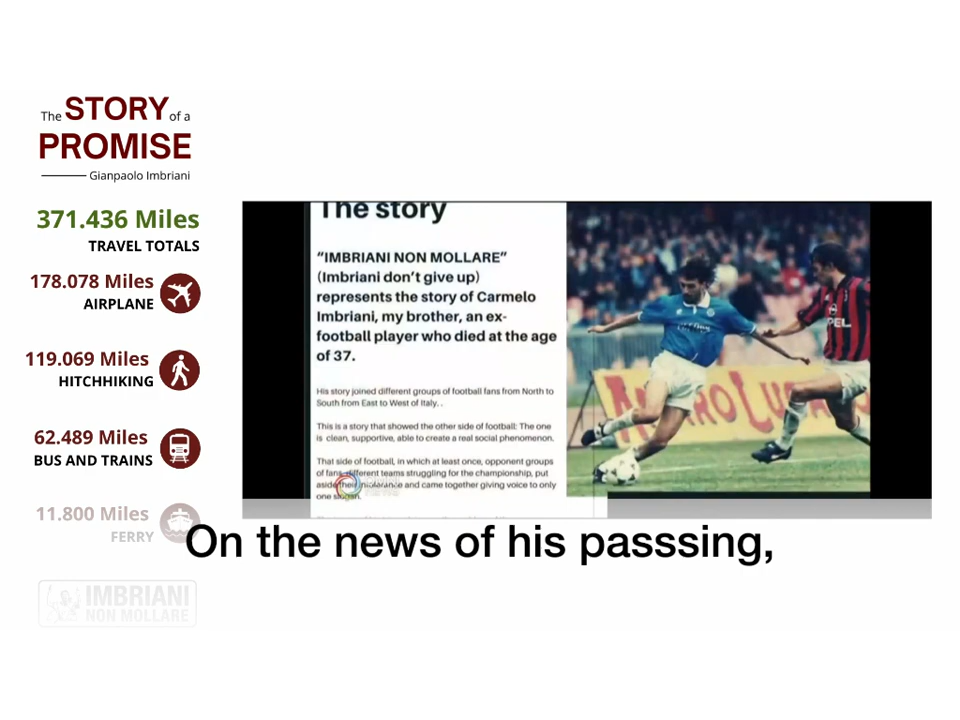 The STORY of a
PROMISE
Gianpaolo Imbriani
371.436 Miles
TRAVEL TOTALS
178.078 Miles
AIRPLANE
119.069 Miles
HITCHHIKING
62.489 Miles
BUS AND TRAINS
11.800 Miles
FERRY
IMBRIANI
NON MOLLARE
The story
"IMBRIANI NON MOLLARE"
(Imbriani don't give up)
represents the story of Carmelo
Imbriani, my brother, an ex-
football player who died at the age
of 37.
His story joined different groups of football fans from North to
South from East to West of Italy. .
This is a story that showed the other side of football: The one
is clean, supportive, able to create a real social phenomenon.
That side of football, in which at least once, opponent groups
of fans, different teams struggling for the championship, put
aside their intolerance and came together giving voice to only
one slogan.
OPEL
On the news of his passsing,